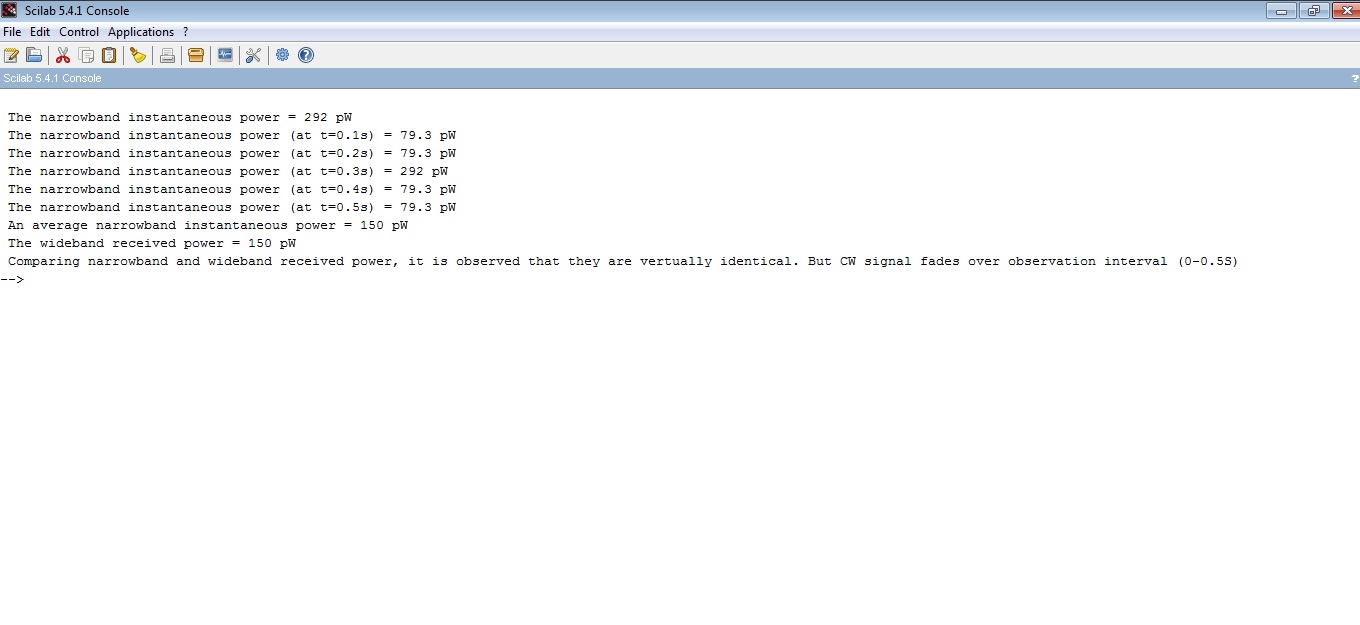 Scilab 5.4.1 Console
File Edit Control Applications ?
Scilab 5.4.1 Console ?
The narrowband instantaneous power = 292 pW
The narrowband instantaneous power (at t=0.1s) = 79.3 pW
The narrowband instantaneous power (at t=0.2s) = 79.3 pW
The narrowband instantaneous power (at t=0.3s) = 292 pW
The narrowband instantaneous power (at t=0.4s) = 79.3 pW
The narrowband instantaneous power (at t=0.5s) = 79.3 pW
An average narrowband instantaneous power = 150 pW
The wideband received power = 150 pW
Comparing narrowband and wideband received power, it is observed that they are vertually identical. But CW signal fades over observation interval (0-0.5S)
-->